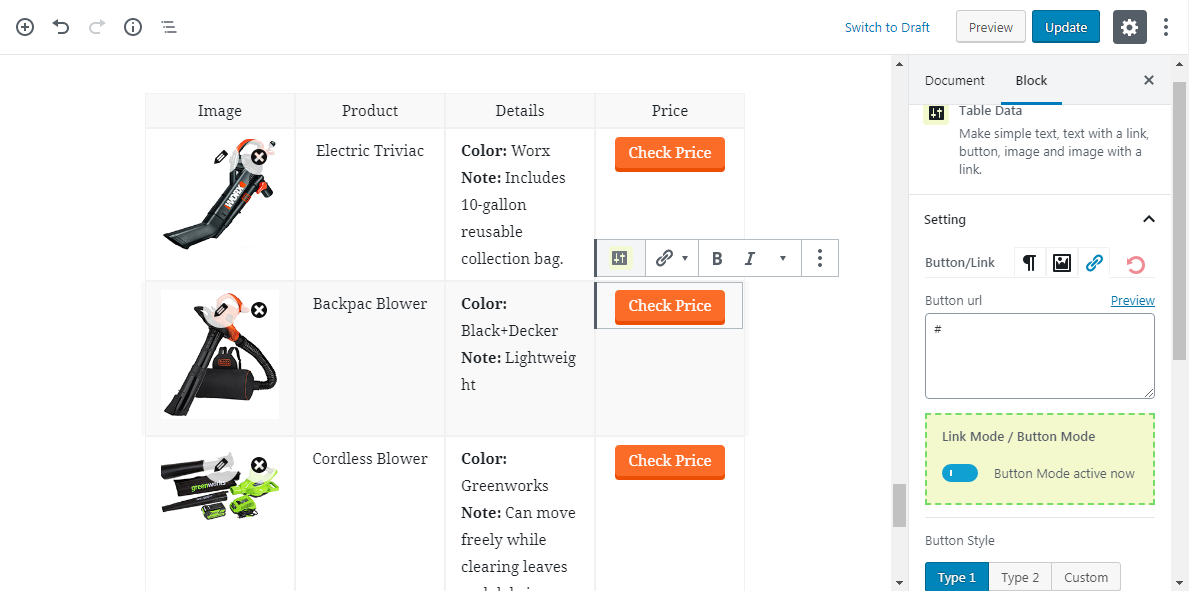 Switch to Draft
Preview
Update
Document
Block
Table Data
Make simple text, text with a link,
button, image and image with a
link.
Setting
Button/Link
Button url
Preview
#
Link Mode / Button Mode
Button Mode active now
Button Style
Type 1
Type 2
Custom
Image
Product
Details
Price
WORX
Electric Triviac
Color: Worx
Note: Includes
10-gallon
reusable
collection bag.
Check Price
B
I
Backpac Blower
Color:
Black+Decker
Note: Lightweig
ht
Check Price
greenworks
Cordless Blower
Color:
Greenworks
Note: Can move
freely while
clearing leaves
Check Price